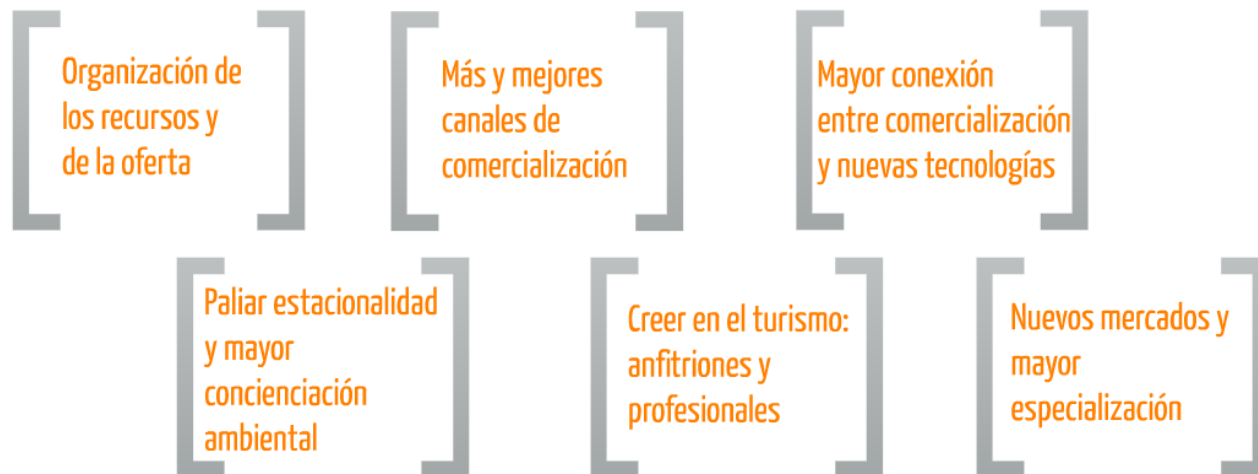 Organización de
los recursos y
de la oferta
Más y mejores
canales de
comercialización
Mayor conexión
entre comercialización
y nuevas tecnologías
Paliar estacionalidad
y mayor
concienciación
ambiental
Creer en el turismo:
anfitriones y
profesionales
Nuevos mercados y
mayor
especialización